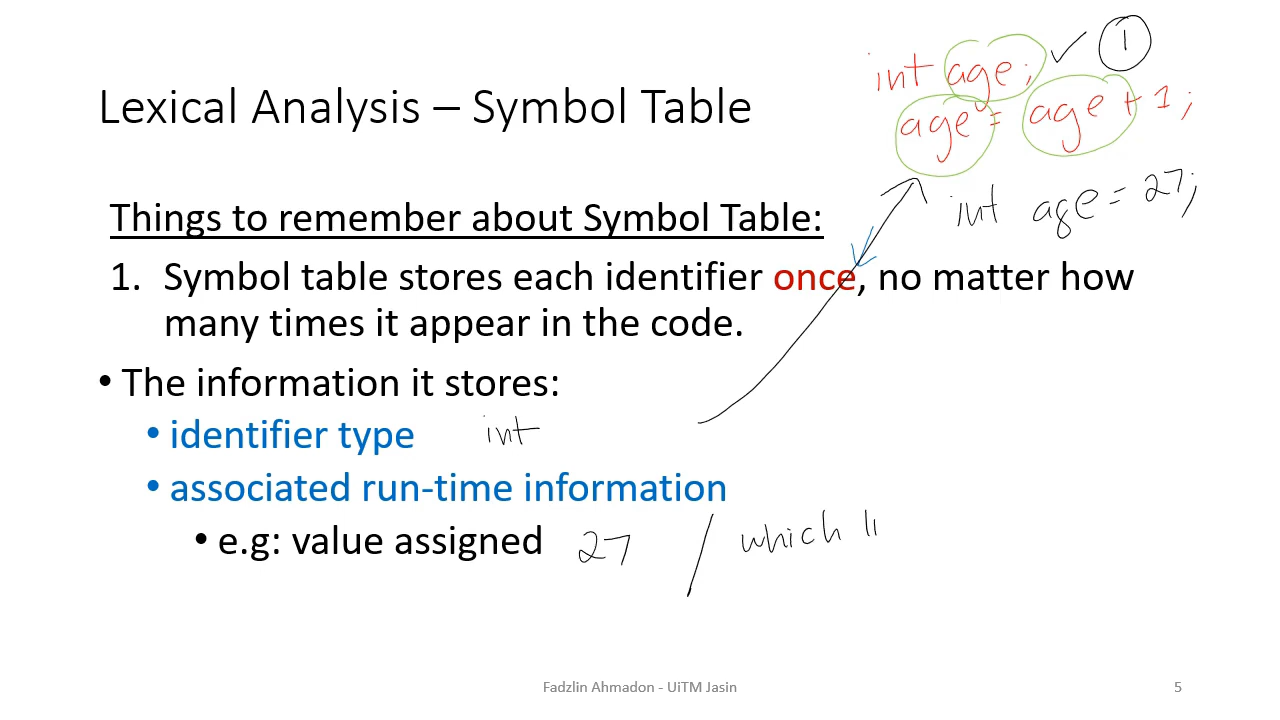 int age; ✓ 1
age = age + 1;
Lexical Analysis – Symbol Table
int age = 27;
Things to remember about Symbol Table:
1. Symbol table stores each identifier once, no matter how
many times it appear in the code.
• The information it stores:
• identifier type int
• associated run-time information
• e.g: value assigned 27 / which
Fadzlin Ahmadon - UiTM Jasin
5